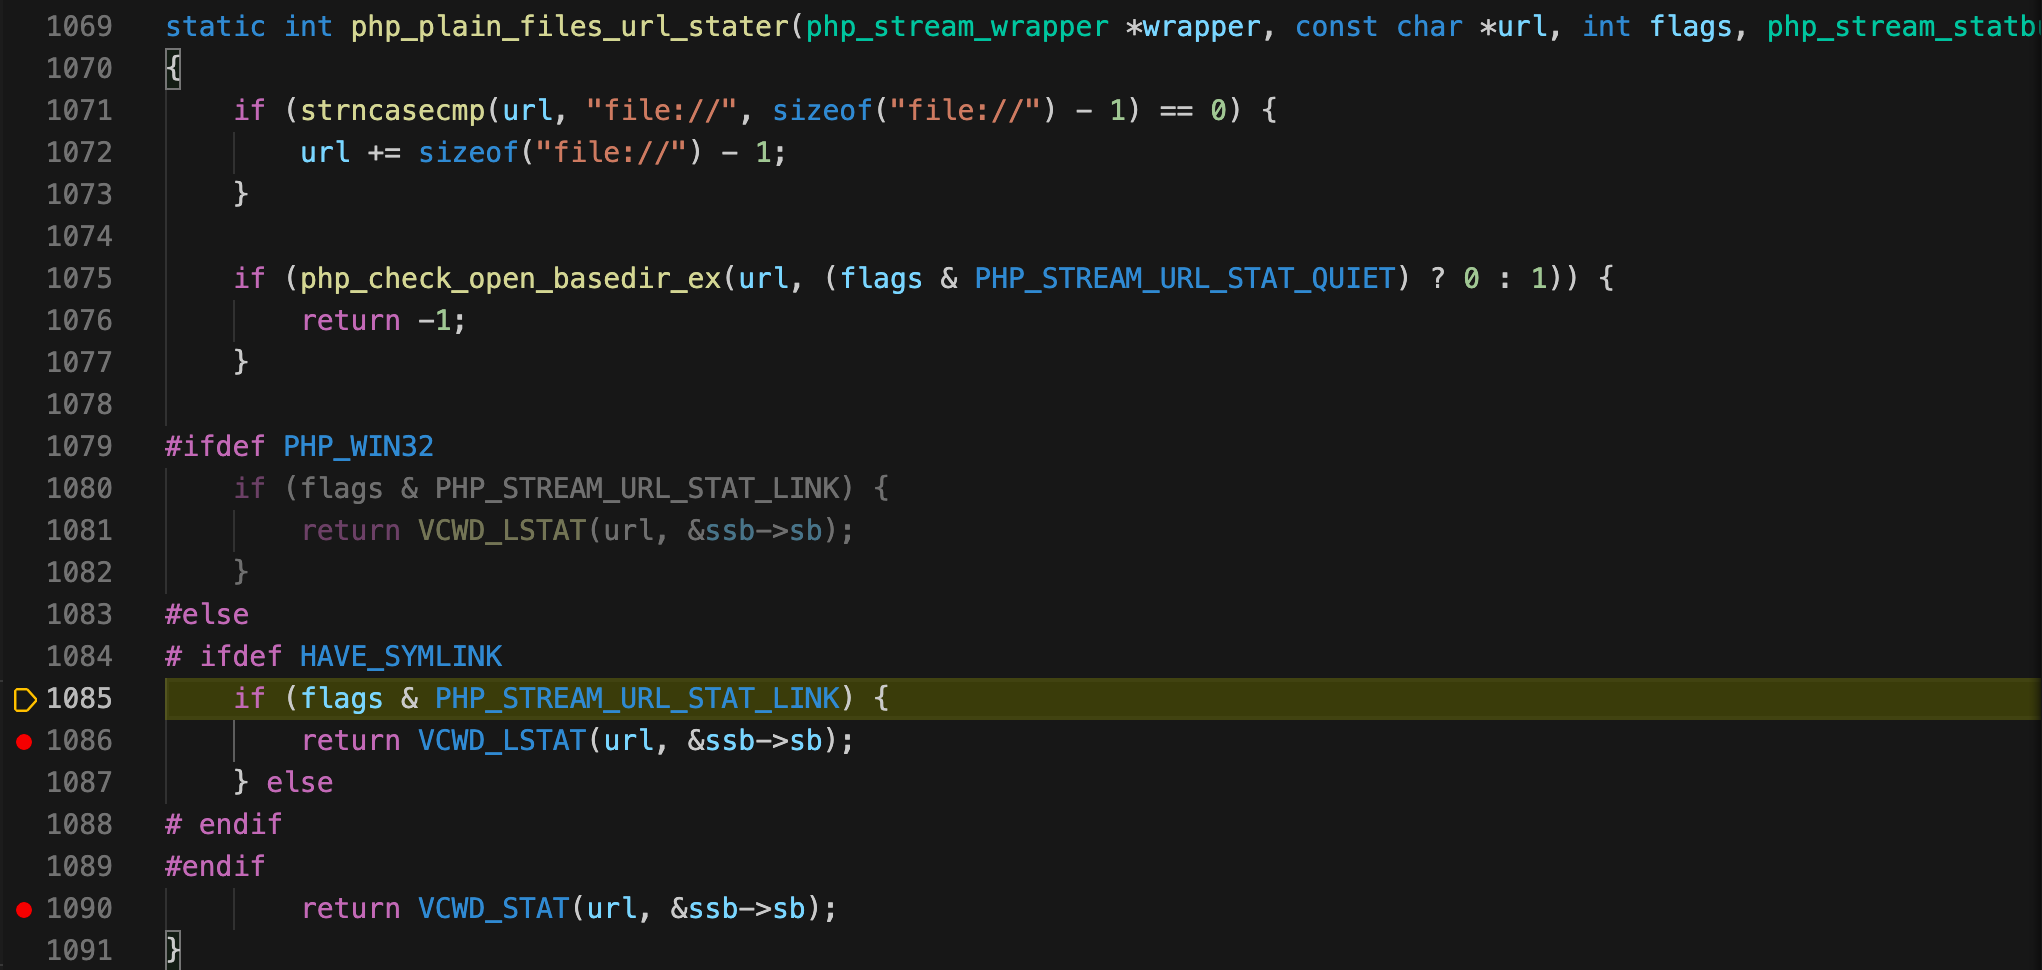 1069 static int php_plain_files_url_stater(php_stream_wrapper *wrapper, const char *url, int flags, php_stream_statb
1070 {
1071     if (strncasecmp(url, "file://", sizeof("file://") - 1) == 0) {
1072         url += sizeof("file://") - 1;
1073     }
1074
1075     if (php_check_open_basedir_ex(url, (flags & PHP_STREAM_URL_STAT_QUIET) ? 0 : 1)) {
1076         return -1;
1077     }
1078
1079 #ifdef PHP_WIN32
1080     if (flags & PHP_STREAM_URL_STAT_LINK) {
1081         return VCWD_LSTAT(url, &ssb->sb);
1082     }
1083 #else
1084 # ifdef HAVE_SYMLINK
1085     if (flags & PHP_STREAM_URL_STAT_LINK) {
1086         return VCWD_LSTAT(url, &ssb->sb);
1087     } else
1088 # endif
1089 #endif
1090         return VCWD_STAT(url, &ssb->sb);
1091 }